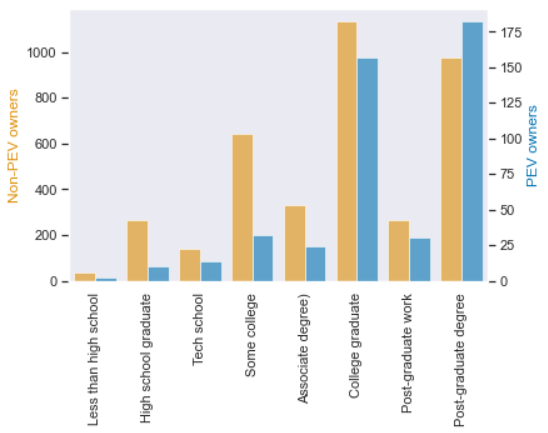 Non-PEV owners
1000
800
600
400
200
0
175
150
125
100
75
50
25
0
PEV owners
Less than high school
High school graduate
Tech school
Some college
Associate degree)
College graduate
Post-graduate work
Post-graduate degree